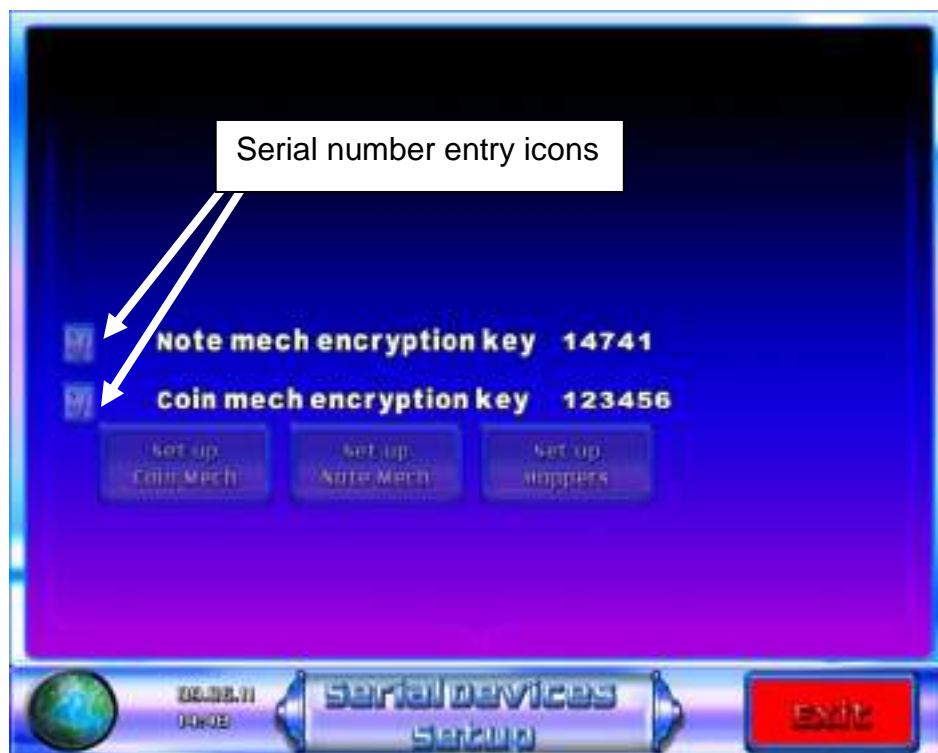 Serial number entry icons
Note mech encryption key 14741
Coin mech encryption key 123456
Set up Set up Set up
Coin Mech Note Mech Hoppers
Serial Devices
Setup
Exit